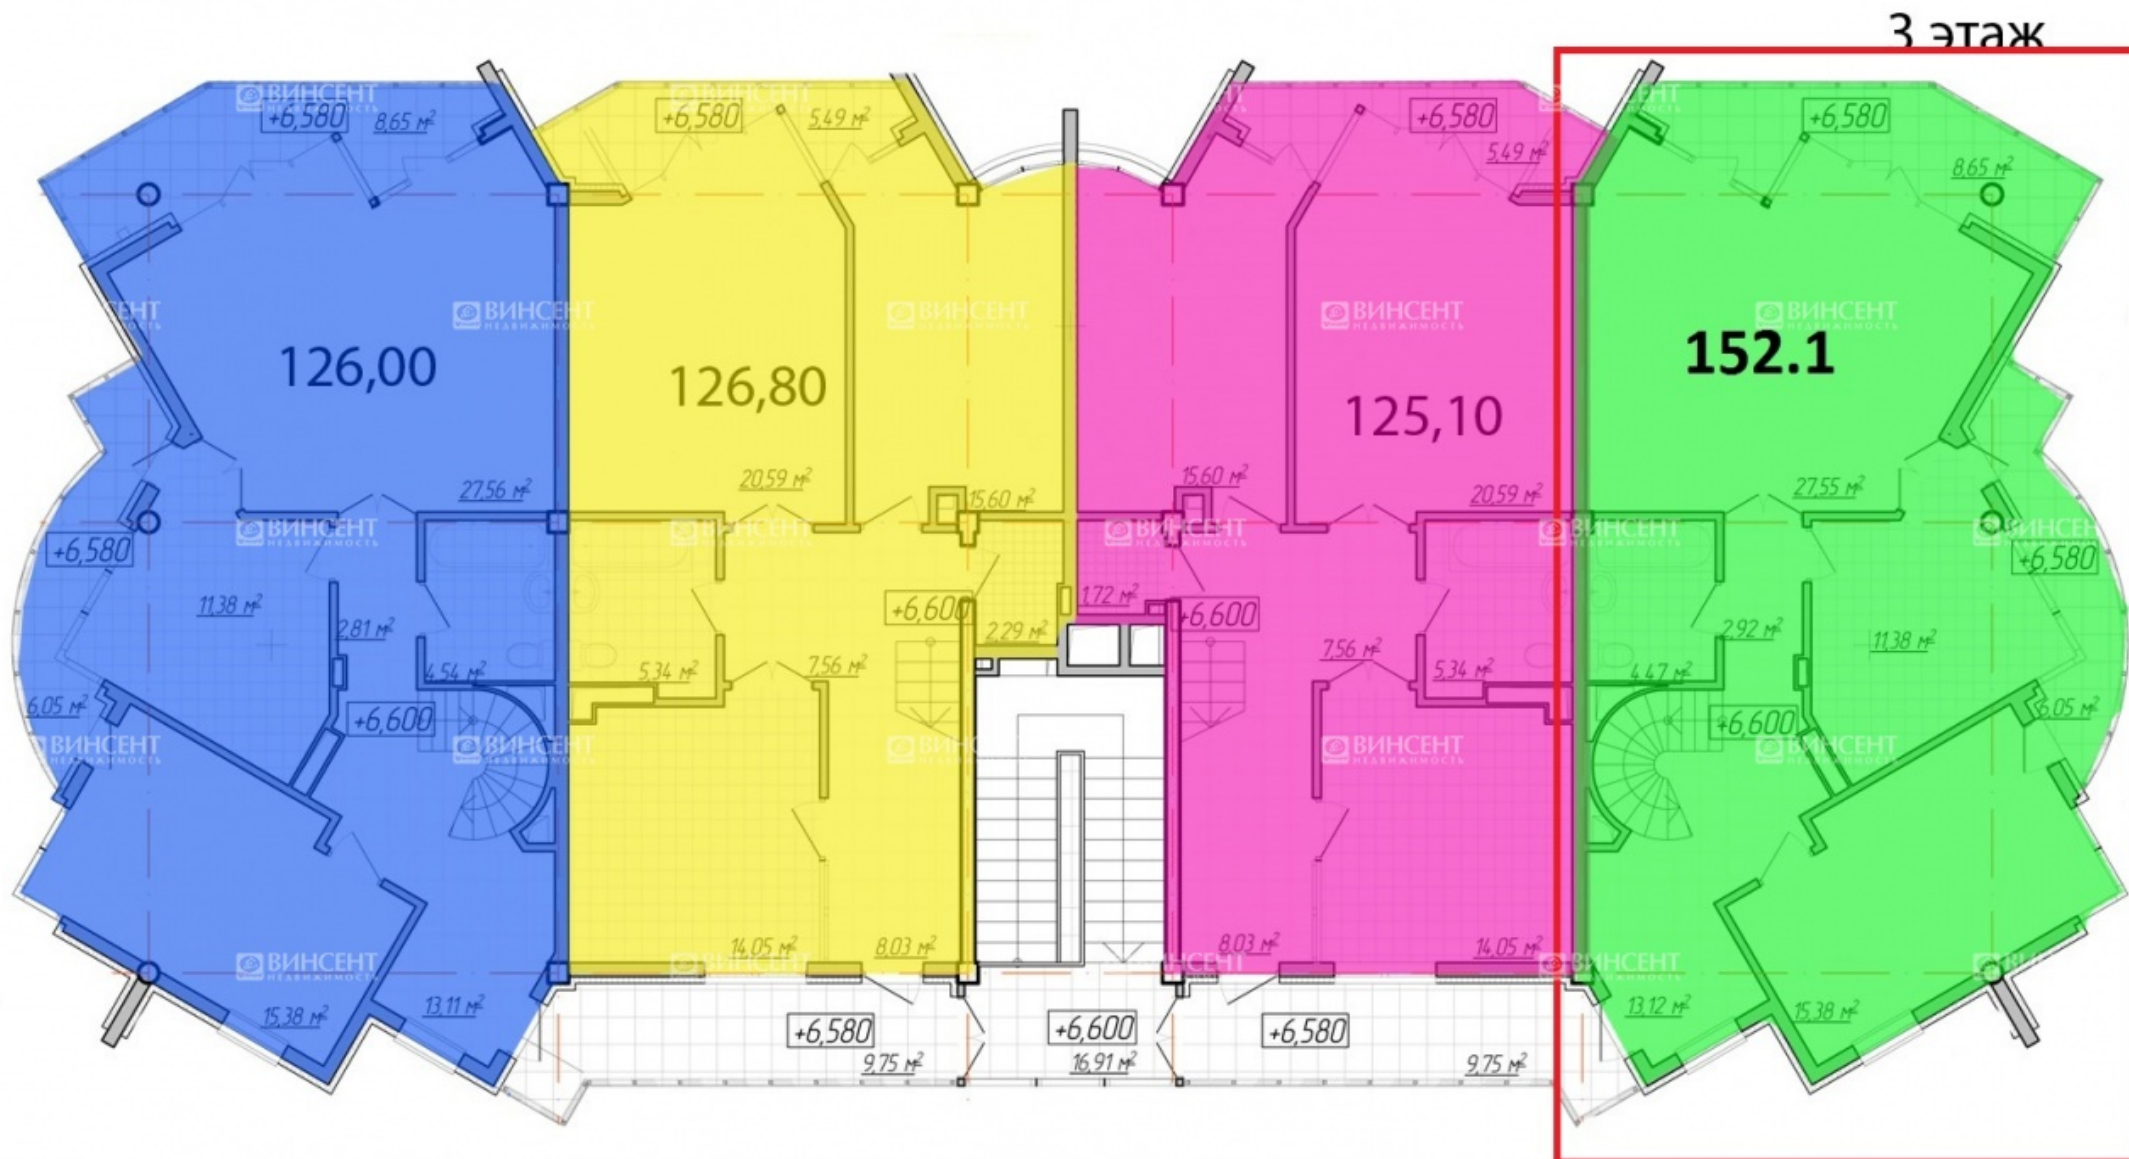 3 этаж
ВИНСЕНТ
НЕДВИЖИМОСТЬ
+6,580
8,65 м²
+6,580
5,49 м²
+6,580
5,49 м²
+6,580
8,65 м²
126,00
126,80
125,10
152.1
27,56 м²
20,59 м²
15,60 м²
15,60 м²
20,59 м²
27,55 м²
+6,580
11,38 м²
2,81 м²
4,54 м²
6,05 м²
+6,600
5,34 м²
7,56 м²
+6,600
2,29 м²
1,72 м²
+6,600
7,56 м²
5,34 м²
4,47 м²
2,92 м²
11,38 м²
+6,580
+6,600
6,05 м²
15,38 м²
13,11 м²
14,05 м²
8,03 м²
8,03 м²
14,05 м²
13,12 м²
15,38 м²
+6,580
9,75 м²
+6,600
16,91 м²
+6,580
9,75 м²